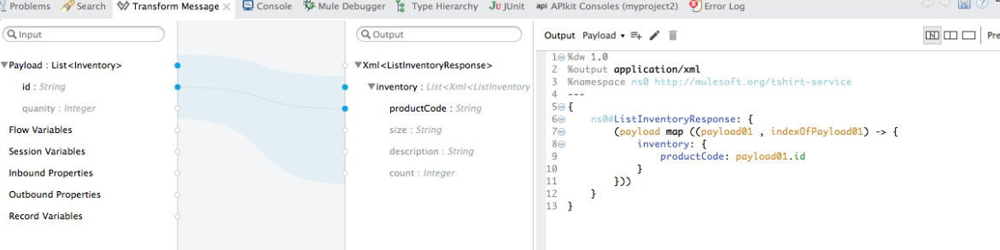 Problems Search Transform Message Console Mule Debugger Type Hierarchy JUnit api APIkit Consoles (myproject2) Error Log
Input
Payload : List<Inventory>
id : String
quanity : Integer
Flow Variables
Session Variables
Inbound Properties
Outbound Properties
Record Variables
Output
Xml<ListInventoryResponse>
inventory : List<Xml<ListInventory
productCode : String
size : String
description : String
count : Integer
Output Payload Pre
1 %dw 1.0
2 %output application/xml
3 %namespace ns0 http://mulesoft.org/tshirt-service
4 ---
5 {
6 ns0#ListInventoryResponse: {
7 (payload map ((payload01 , indexOfPayload01) -> {
8 inventory: {
9 productCode: payload01.id
10 }
11 }))
12 }
13 }